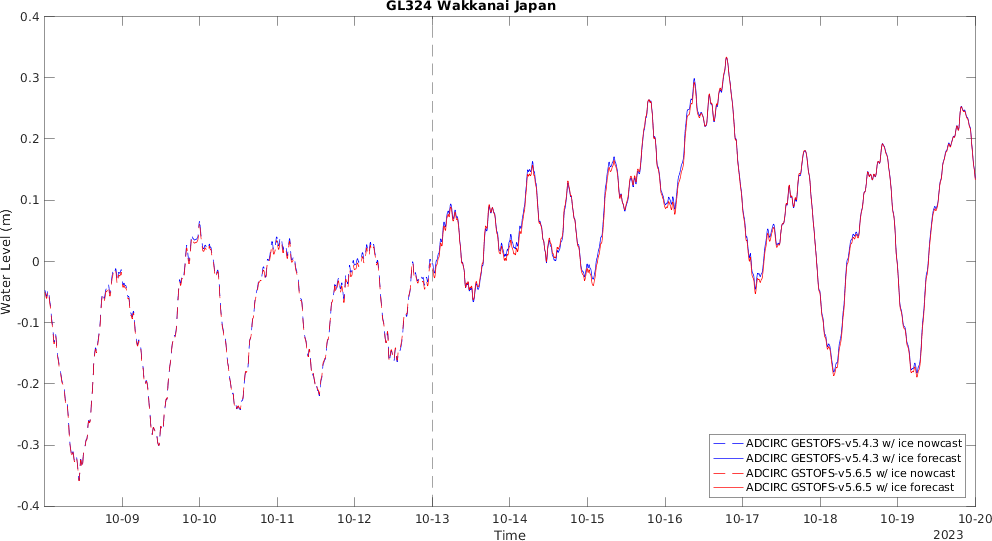 GL324 Wakkanai Japan
0.4
0.3
0.2
0.1
0
-0.1
-0.2
-0.3
-0.4
Water Level (m)
10-09 10-10 10-11 10-12 10-13 10-14 10-15 10-16 10-17 10-18 10-19 10-20
Time
2023
ADCIRC GESTOFS-v5.4.3 w/ ice nowcast
ADCIRC GESTOFS-v5.4.3 w/ ice forecast
ADCIRC GSTOFS-v5.6.5 w/ ice nowcast
ADCIRC GSTOFS-v5.6.5 w/ ice forecast